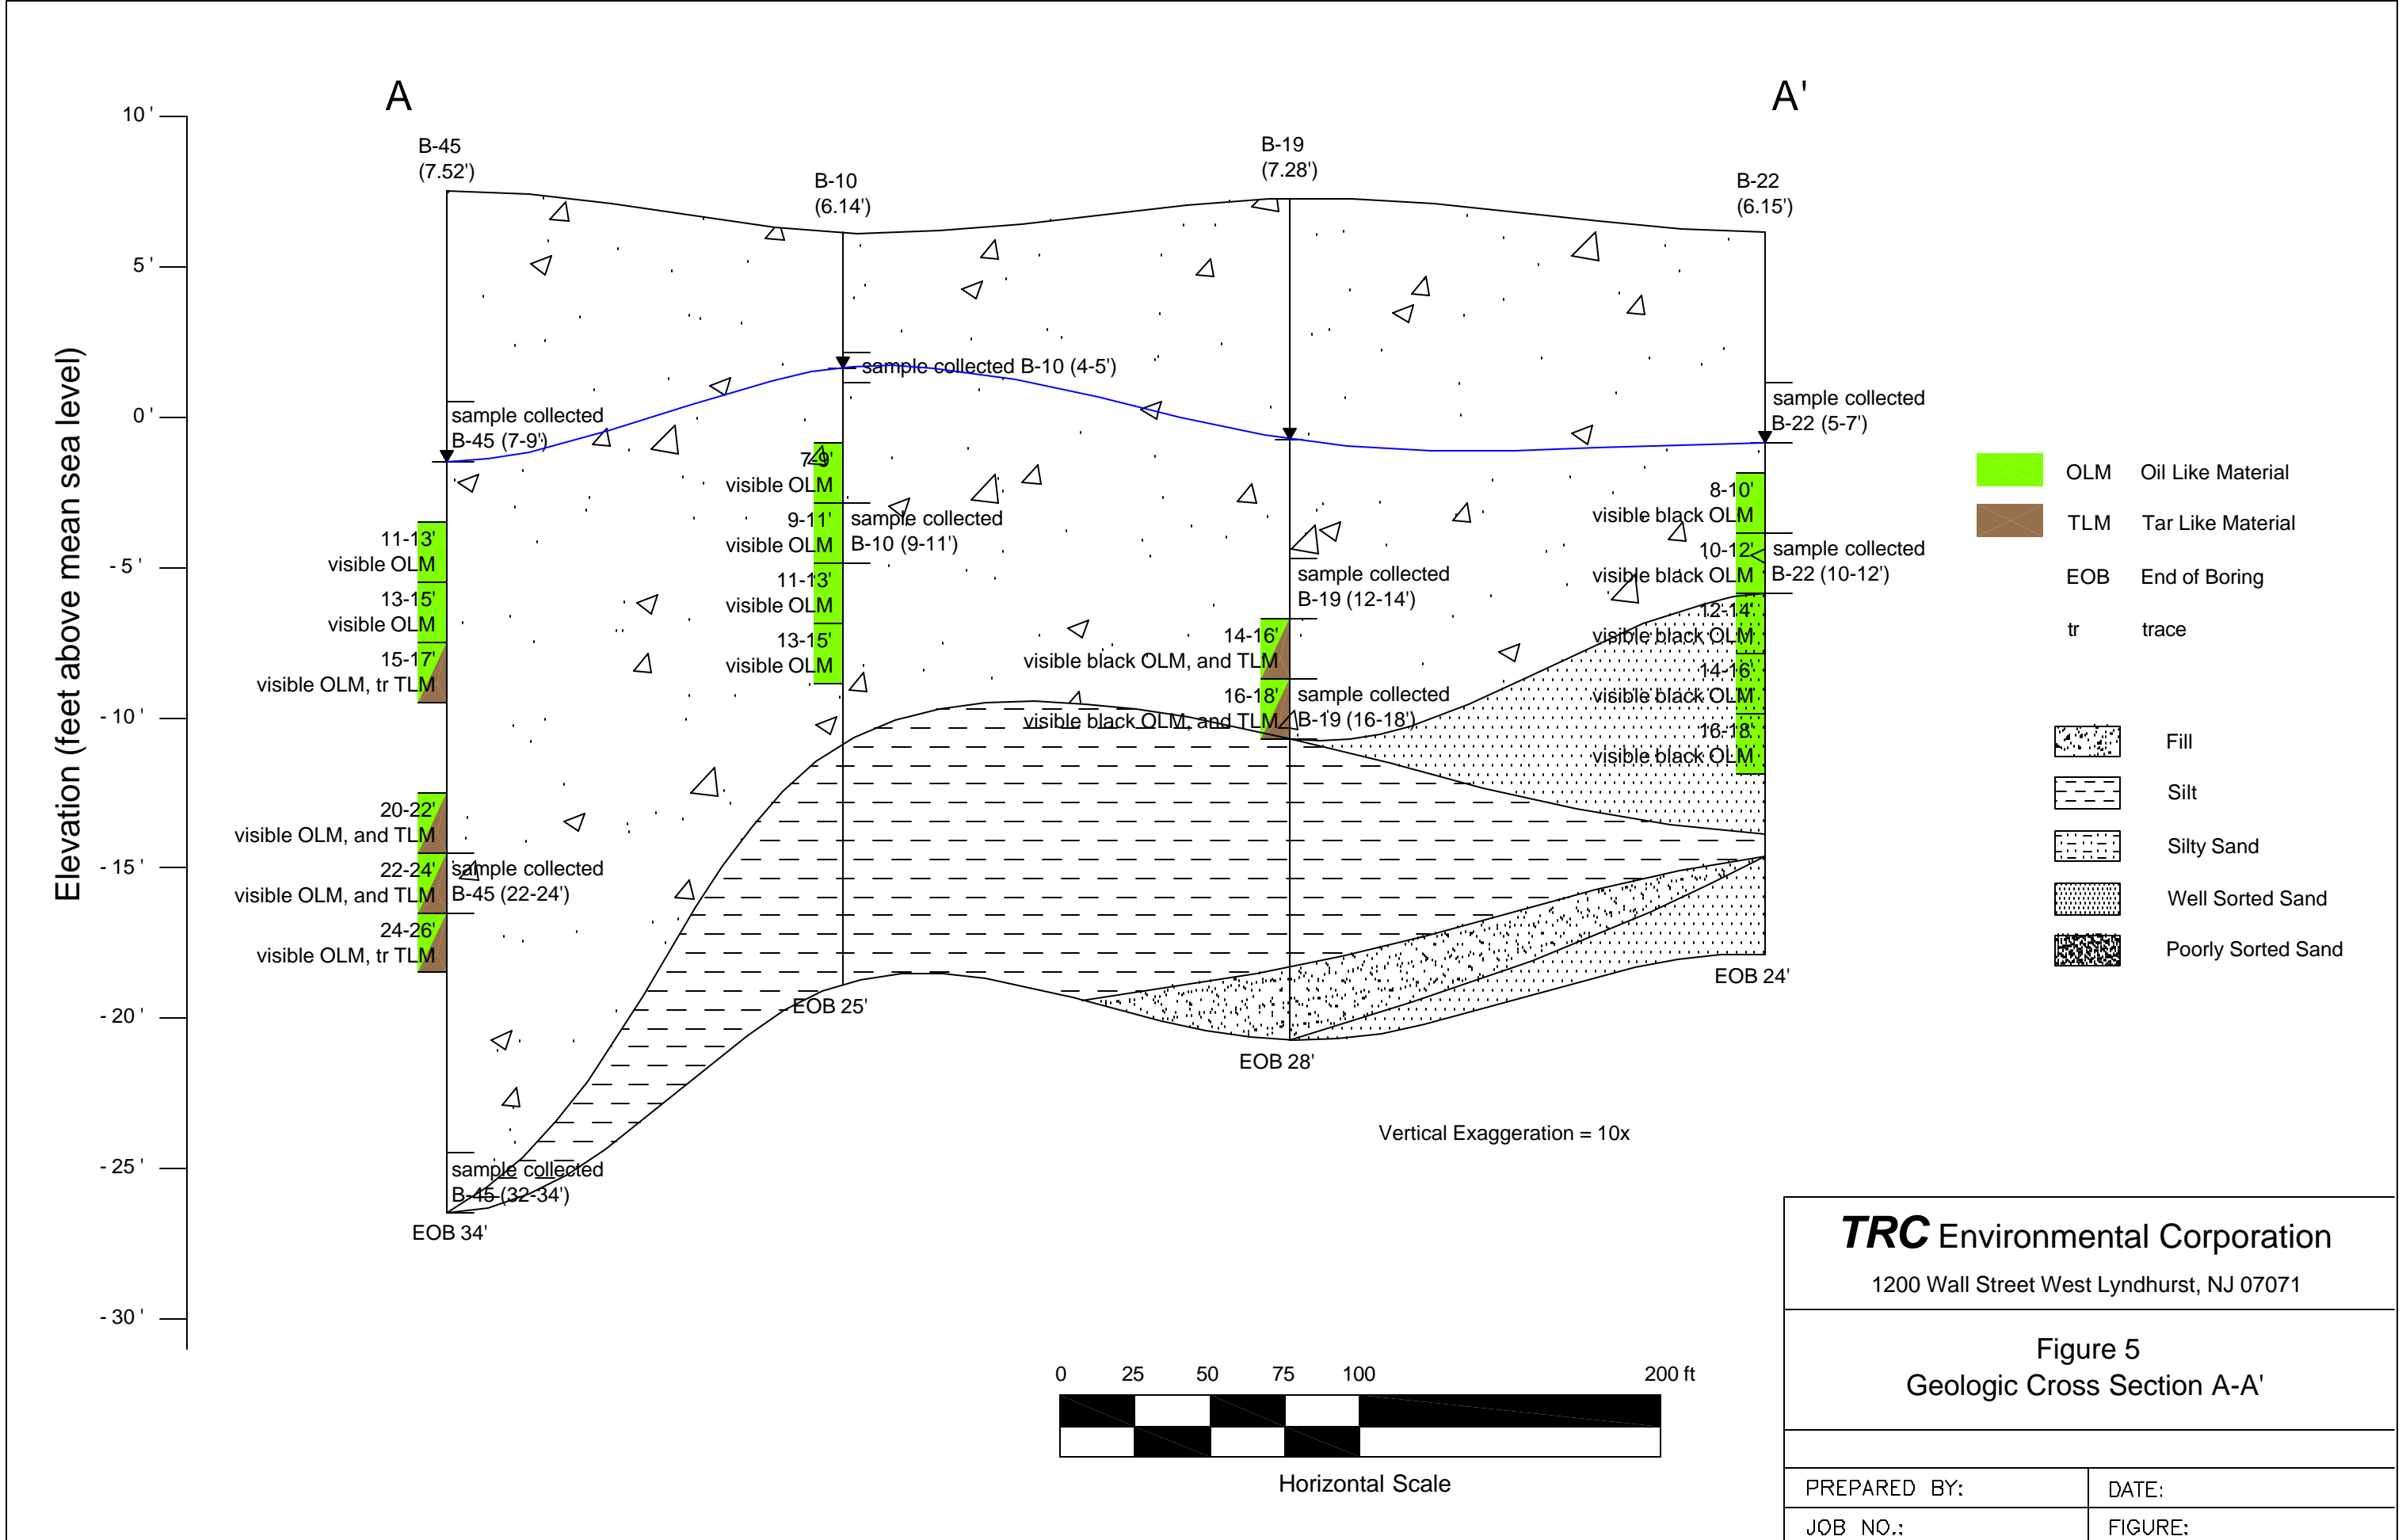 A
A'
10 '
5 '
0 '
- 5 '
- 10 '
- 15 '
- 20 '
- 25 '
- 30 '
Elevation (feet above mean sea level)
B-45
(7.52')
B-10
(6.14')
B-19
(7.28')
B-22
(6.15')
sample collected
B-45 (7-9')
11-13'
visible OLM
13-15'
visible OLM
15-17'
visible OLM, tr TLM
20-22'
visible OLM, and TLM
22-24'
visible OLM, and TLM
24-26'
visible OLM, tr TLM
sample collected
B-45 (22-24')
sample collected
B-45 (32-34')
EOB 34'
sample collected B-10 (4-5')
7-9'
visible OLM
9-11'
visible OLM
11-13'
visible OLM
13-15'
visible OLM
sample collected
B-10 (9-11')
EOB 25'
sample collected
B-19 (12-14')
14-16'
visible black OLM, and TLM
16-18'
visible black OLM, and TLM
sample collected
B-19 (16-18')
EOB 28'
sample collected
B-22 (5-7')
8-10'
visible black OLM
10-12'
visible black OLM
12-14'
visible black OLM
14-16'
visible black OLM
16-18'
visible black OLM
sample collected
B-22 (10-12')
EOB 24'
OLM Oil Like Material
TLM Tar Like Material
EOB End of Boring
tr trace
Fill
Silt
Silty Sand
Well Sorted Sand
Poorly Sorted Sand
Vertical Exaggeration = 10x
0 25 50 75 100 200 ft
Horizontal Scale
TRC Environmental Corporation
1200 Wall Street West Lyndhurst, NJ 07071
Figure 5
Geologic Cross Section A-A'
PREPARED BY:
DATE:
JOB NO.:
FIGURE: